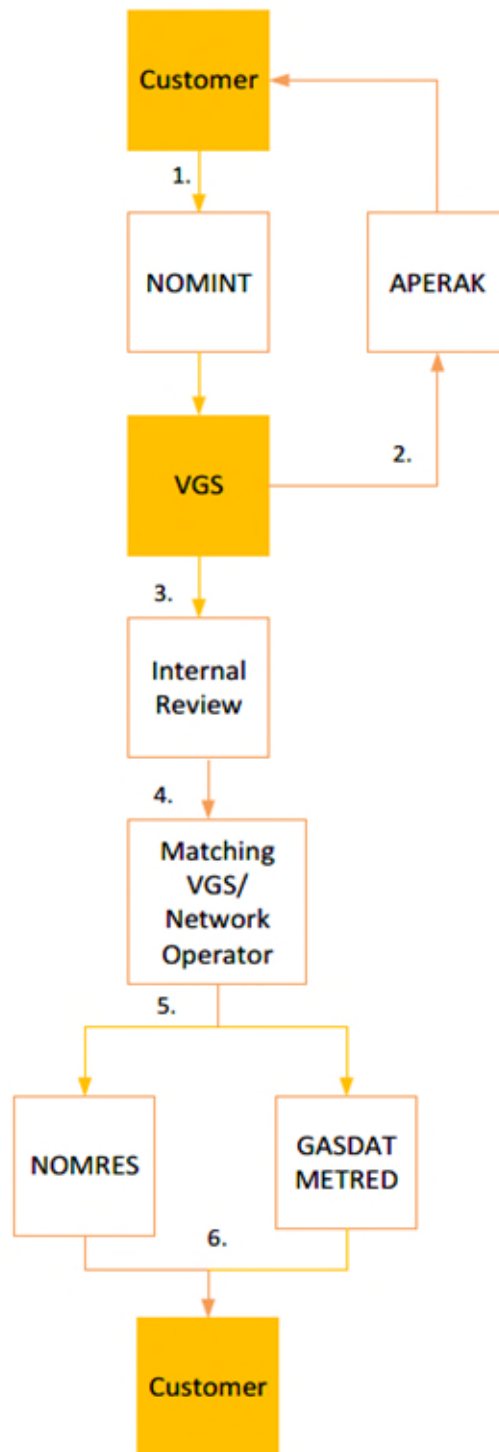 Customer
1.
NOMINT
APERAK
2.
VGS
3.
Internal
Review
4.
Matching
VGS/
Network
Operator
5.
NOMRES
GASDAT
METRED
6.
Customer